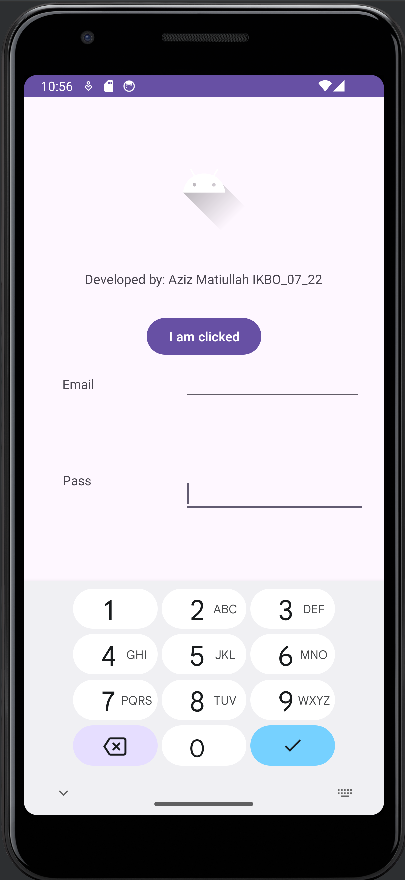 10:56
Developed by: Aziz Matiullah IKBO_07_22
I am clicked
Email
Pass
1 2 ABC 3 DEF
4 GHI 5 JKL 6 MNO
7 PQRS 8 TUV 9 WXYZ
0